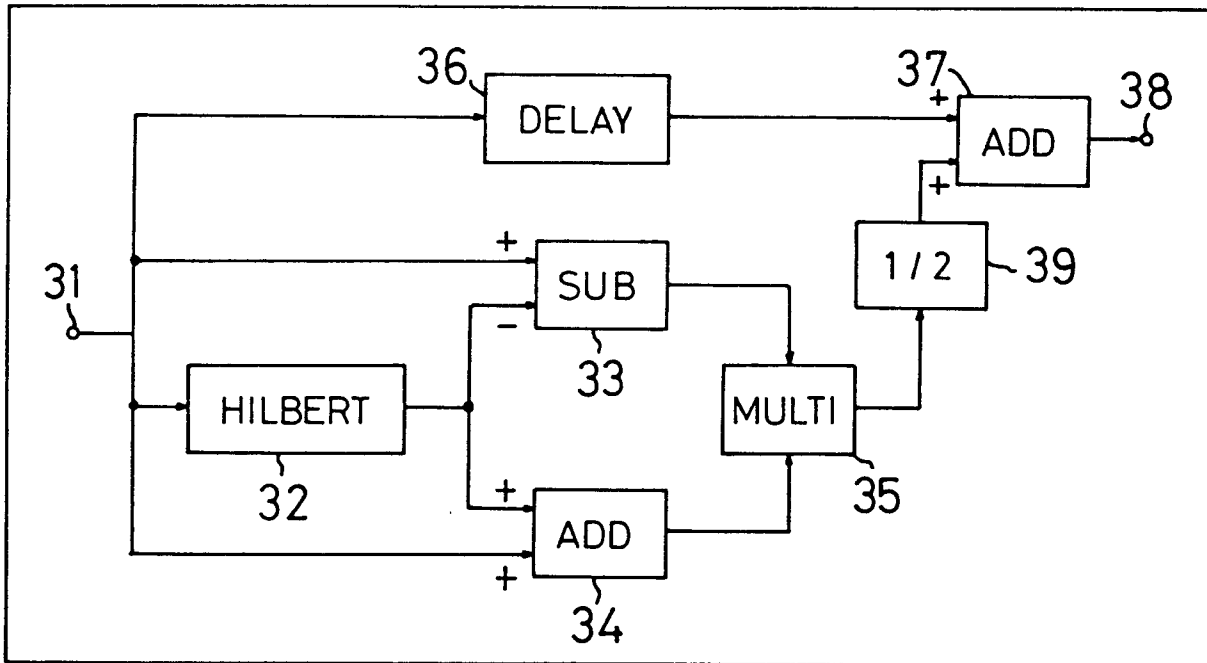 36
DELAY
37
+
ADD
+
38
1/2
39
31
+
SUB
-
33
HILBERT
32
MULTI
35
+
ADD
+
34